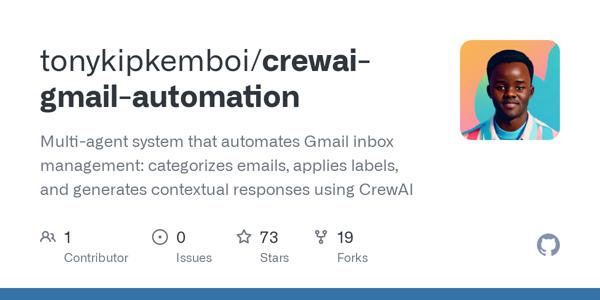 tonykipkemboi/crewai-
gmail-automation
Multi-agent system that automates Gmail inbox
management: categorizes emails, applies labels,
and generates contextual responses using CrewAI
1 0 73 19
Contributor Issues Stars Forks